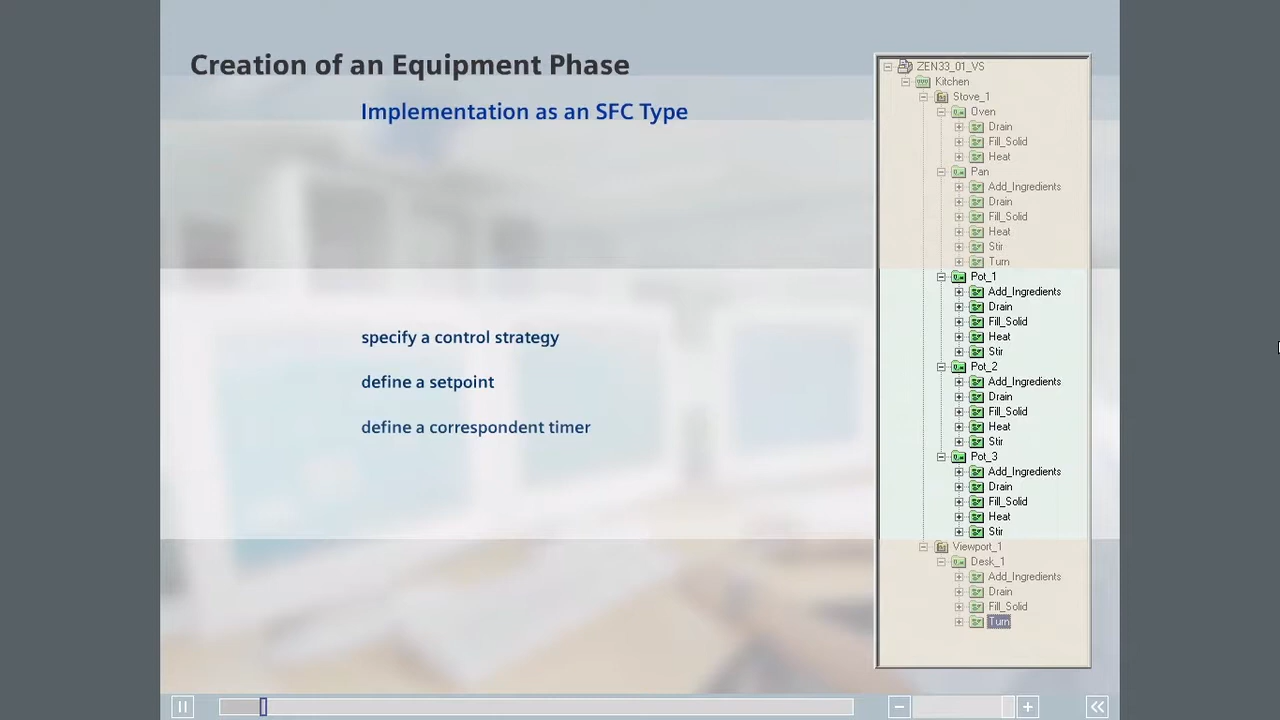 Creation of an Equipment Phase
Implementation as an SFC Type
specify a control strategy
define a setpoint
define a correspondent timer
ZEN33_01_VS
Kitchen
Stove_1
Oven
Drain
Fill_Solid
Heat
Pan
Add_Ingredients
Drain
Fill_Solid
Heat
Stir
Turn
Pot_1
Add_Ingredients
Drain
Fill_Solid
Heat
Stir
Pot_2
Add_Ingredients
Drain
Fill_Solid
Heat
Stir
Pot_3
Add_Ingredients
Drain
Fill_Solid
Heat
Stir
Viewport_1
Desk_1
Add_Ingredients
Drain
Fill_Solid
Turn